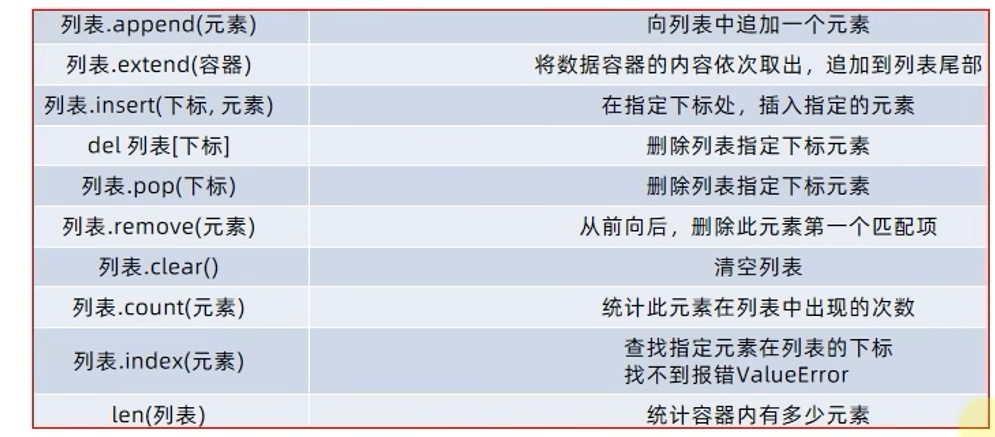 列表.append(元素) 向列表中追加一个元素
列表.extend(容器) 将数据容器的内容依次取出，追加到列表尾部
列表.insert(下标, 元素) 在指定下标处，插入指定的元素
del 列表[下标] 删除列表指定下标元素
列表.pop(下标) 删除列表指定下标元素
列表.remove(元素) 从前向后，删除此元素第一个匹配项
列表.clear() 清空列表
列表.count(元素) 统计此元素在列表中出现的次数
列表.index(元素) 查找指定元素在列表的下标
找不到报错ValueError
len(列表) 统计容器内有多少元素